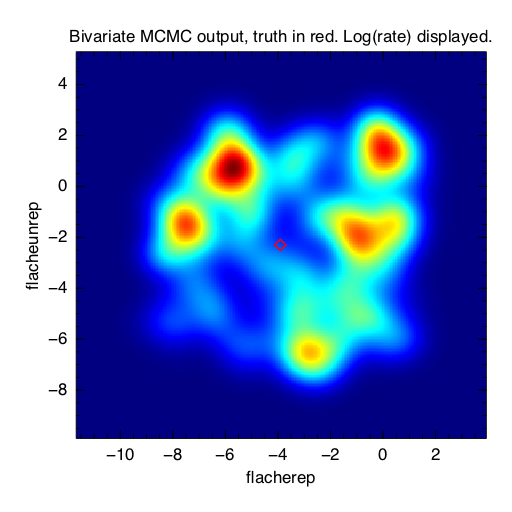 Bivariate MCMC output, truth in red. Log(rate) displayed.
4
2
0
−2
−4
−6
−8
flacheunrep
−10 −8 −6 −4 −2 0 2
flacherep